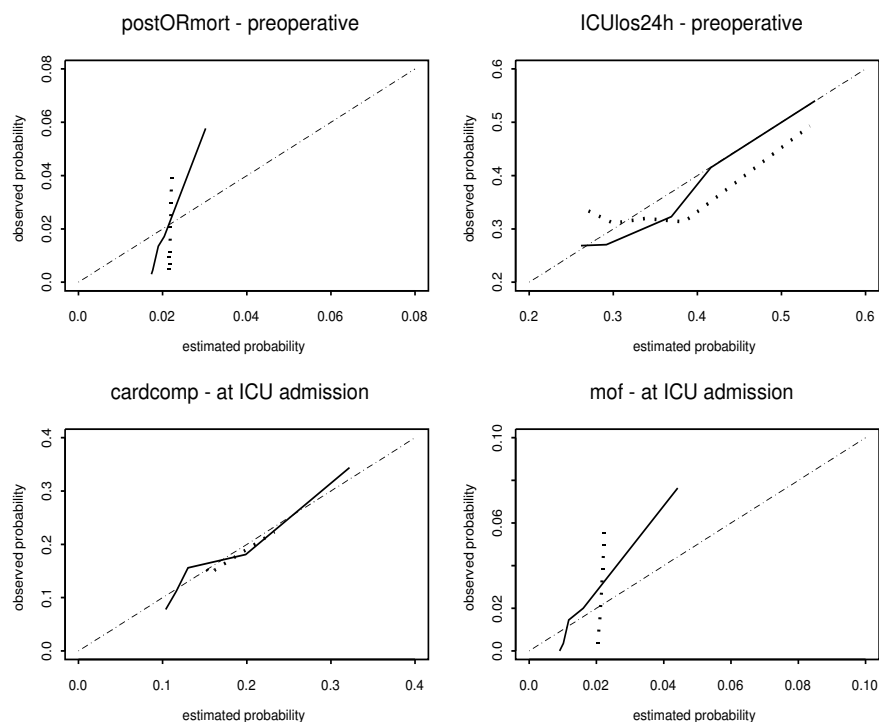 postORmort - preoperative
observed probability
0.0 0.02 0.04 0.06 0.08
0.0 0.02 0.04 0.06 0.08
estimated probability
ICUlos24h - preoperative
observed probability
0.2 0.3 0.4 0.5 0.6
0.2 0.3 0.4 0.5 0.6
estimated probability
cardcomp - at ICU admission
observed probability
0.0 0.1 0.2 0.3 0.4
0.0 0.1 0.2 0.3 0.4
estimated probability
mof - at ICU admission
observed probability
0.0 0.02 0.06 0.10
0.0 0.02 0.04 0.06 0.08 0.10
estimated probability